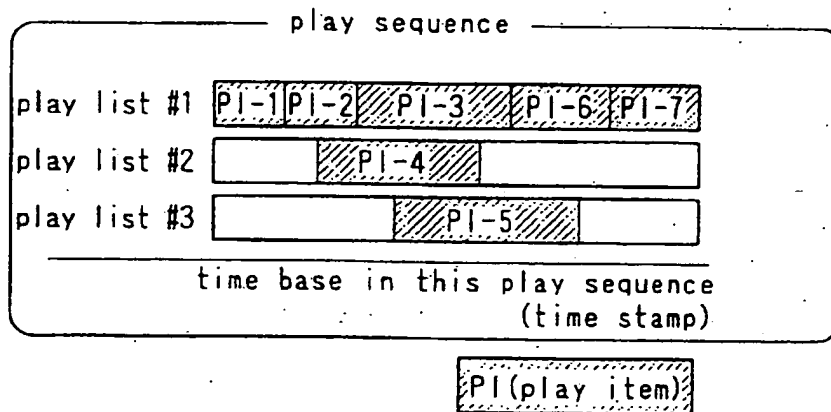 play sequence
play list #1 PI-1 PI-2 PI-3 PI-6 PI-7
play list #2 PI-4
play list #3 PI-5
time base in this play sequence
(time stamp)
PI(play item)